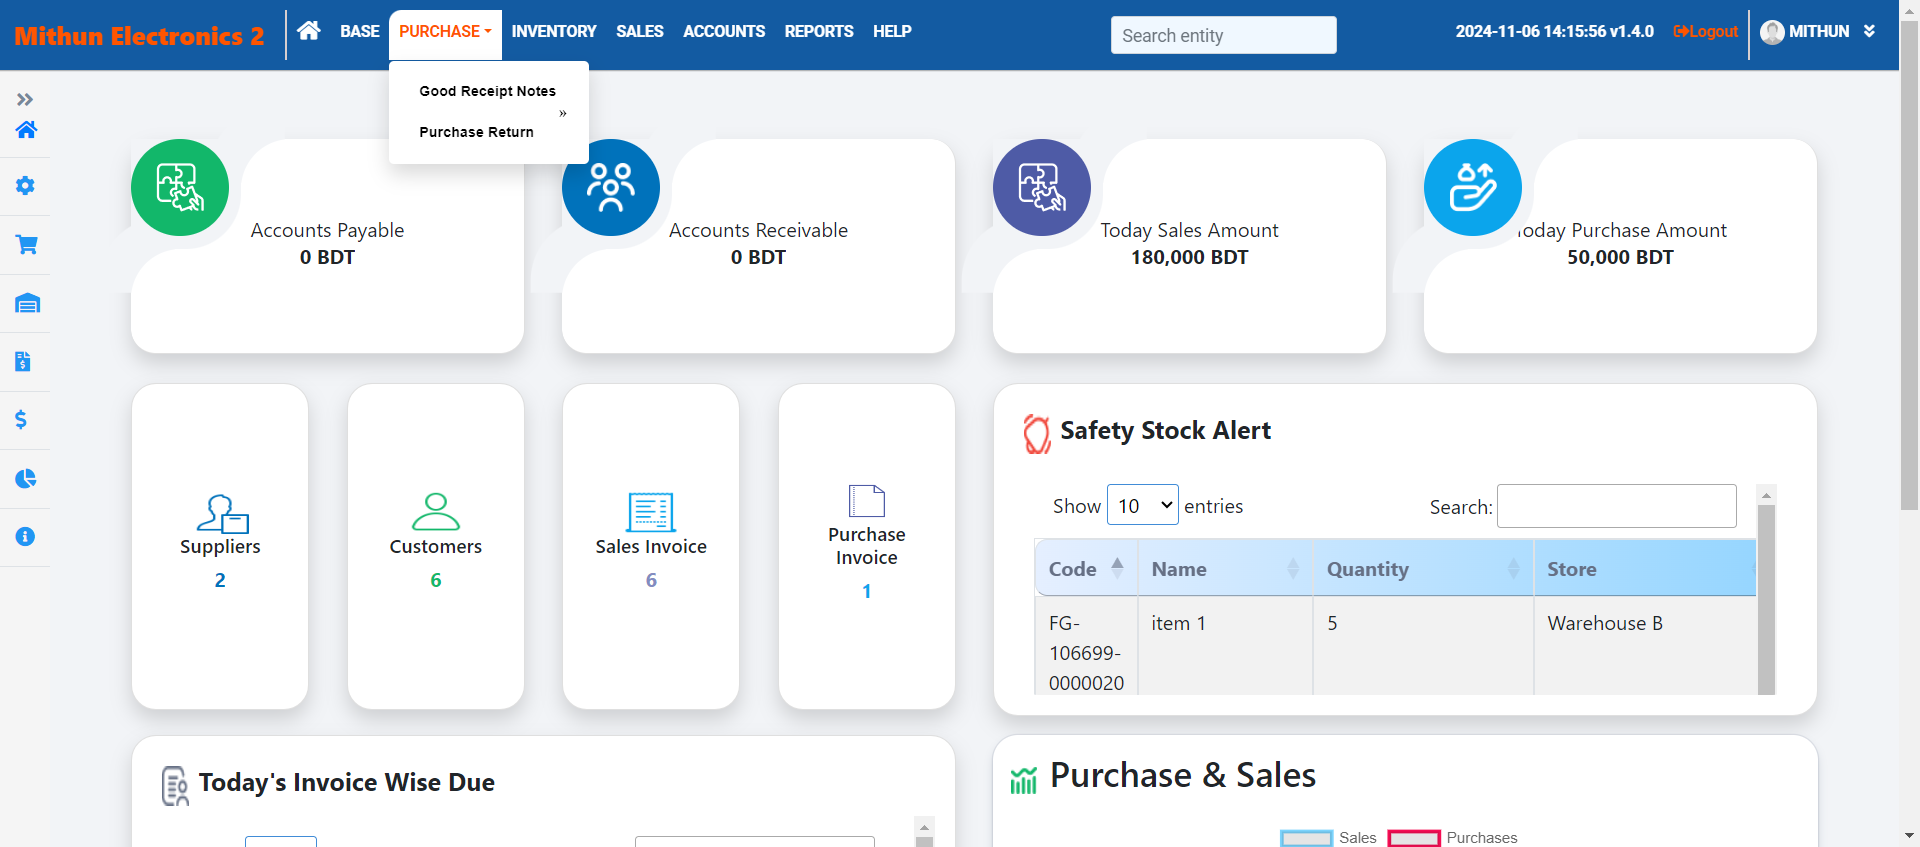 Mithun Electronics 2
BASE
PURCHASE
INVENTORY
SALES
ACCOUNTS
REPORTS
HELP
Search entity
2024-11-06 14:15:56 v1.4.0
Logout
MITHUN
Good Receipt Notes
»
Purchase Return
Accounts Payable
0 BDT
Accounts Receivable
0 BDT
Today Sales Amount
180,000 BDT
Today Purchase Amount
50,000 BDT
Suppliers
2
Customers
6
Sales Invoice
6
Purchase
Invoice
1
Safety Stock Alert
Show 10 entries
Search:
Code Name Quantity Store
FG- item 1 5 Warehouse B
106699-
0000020
Today's Invoice Wise Due
Purchase & Sales
Sales Purchases